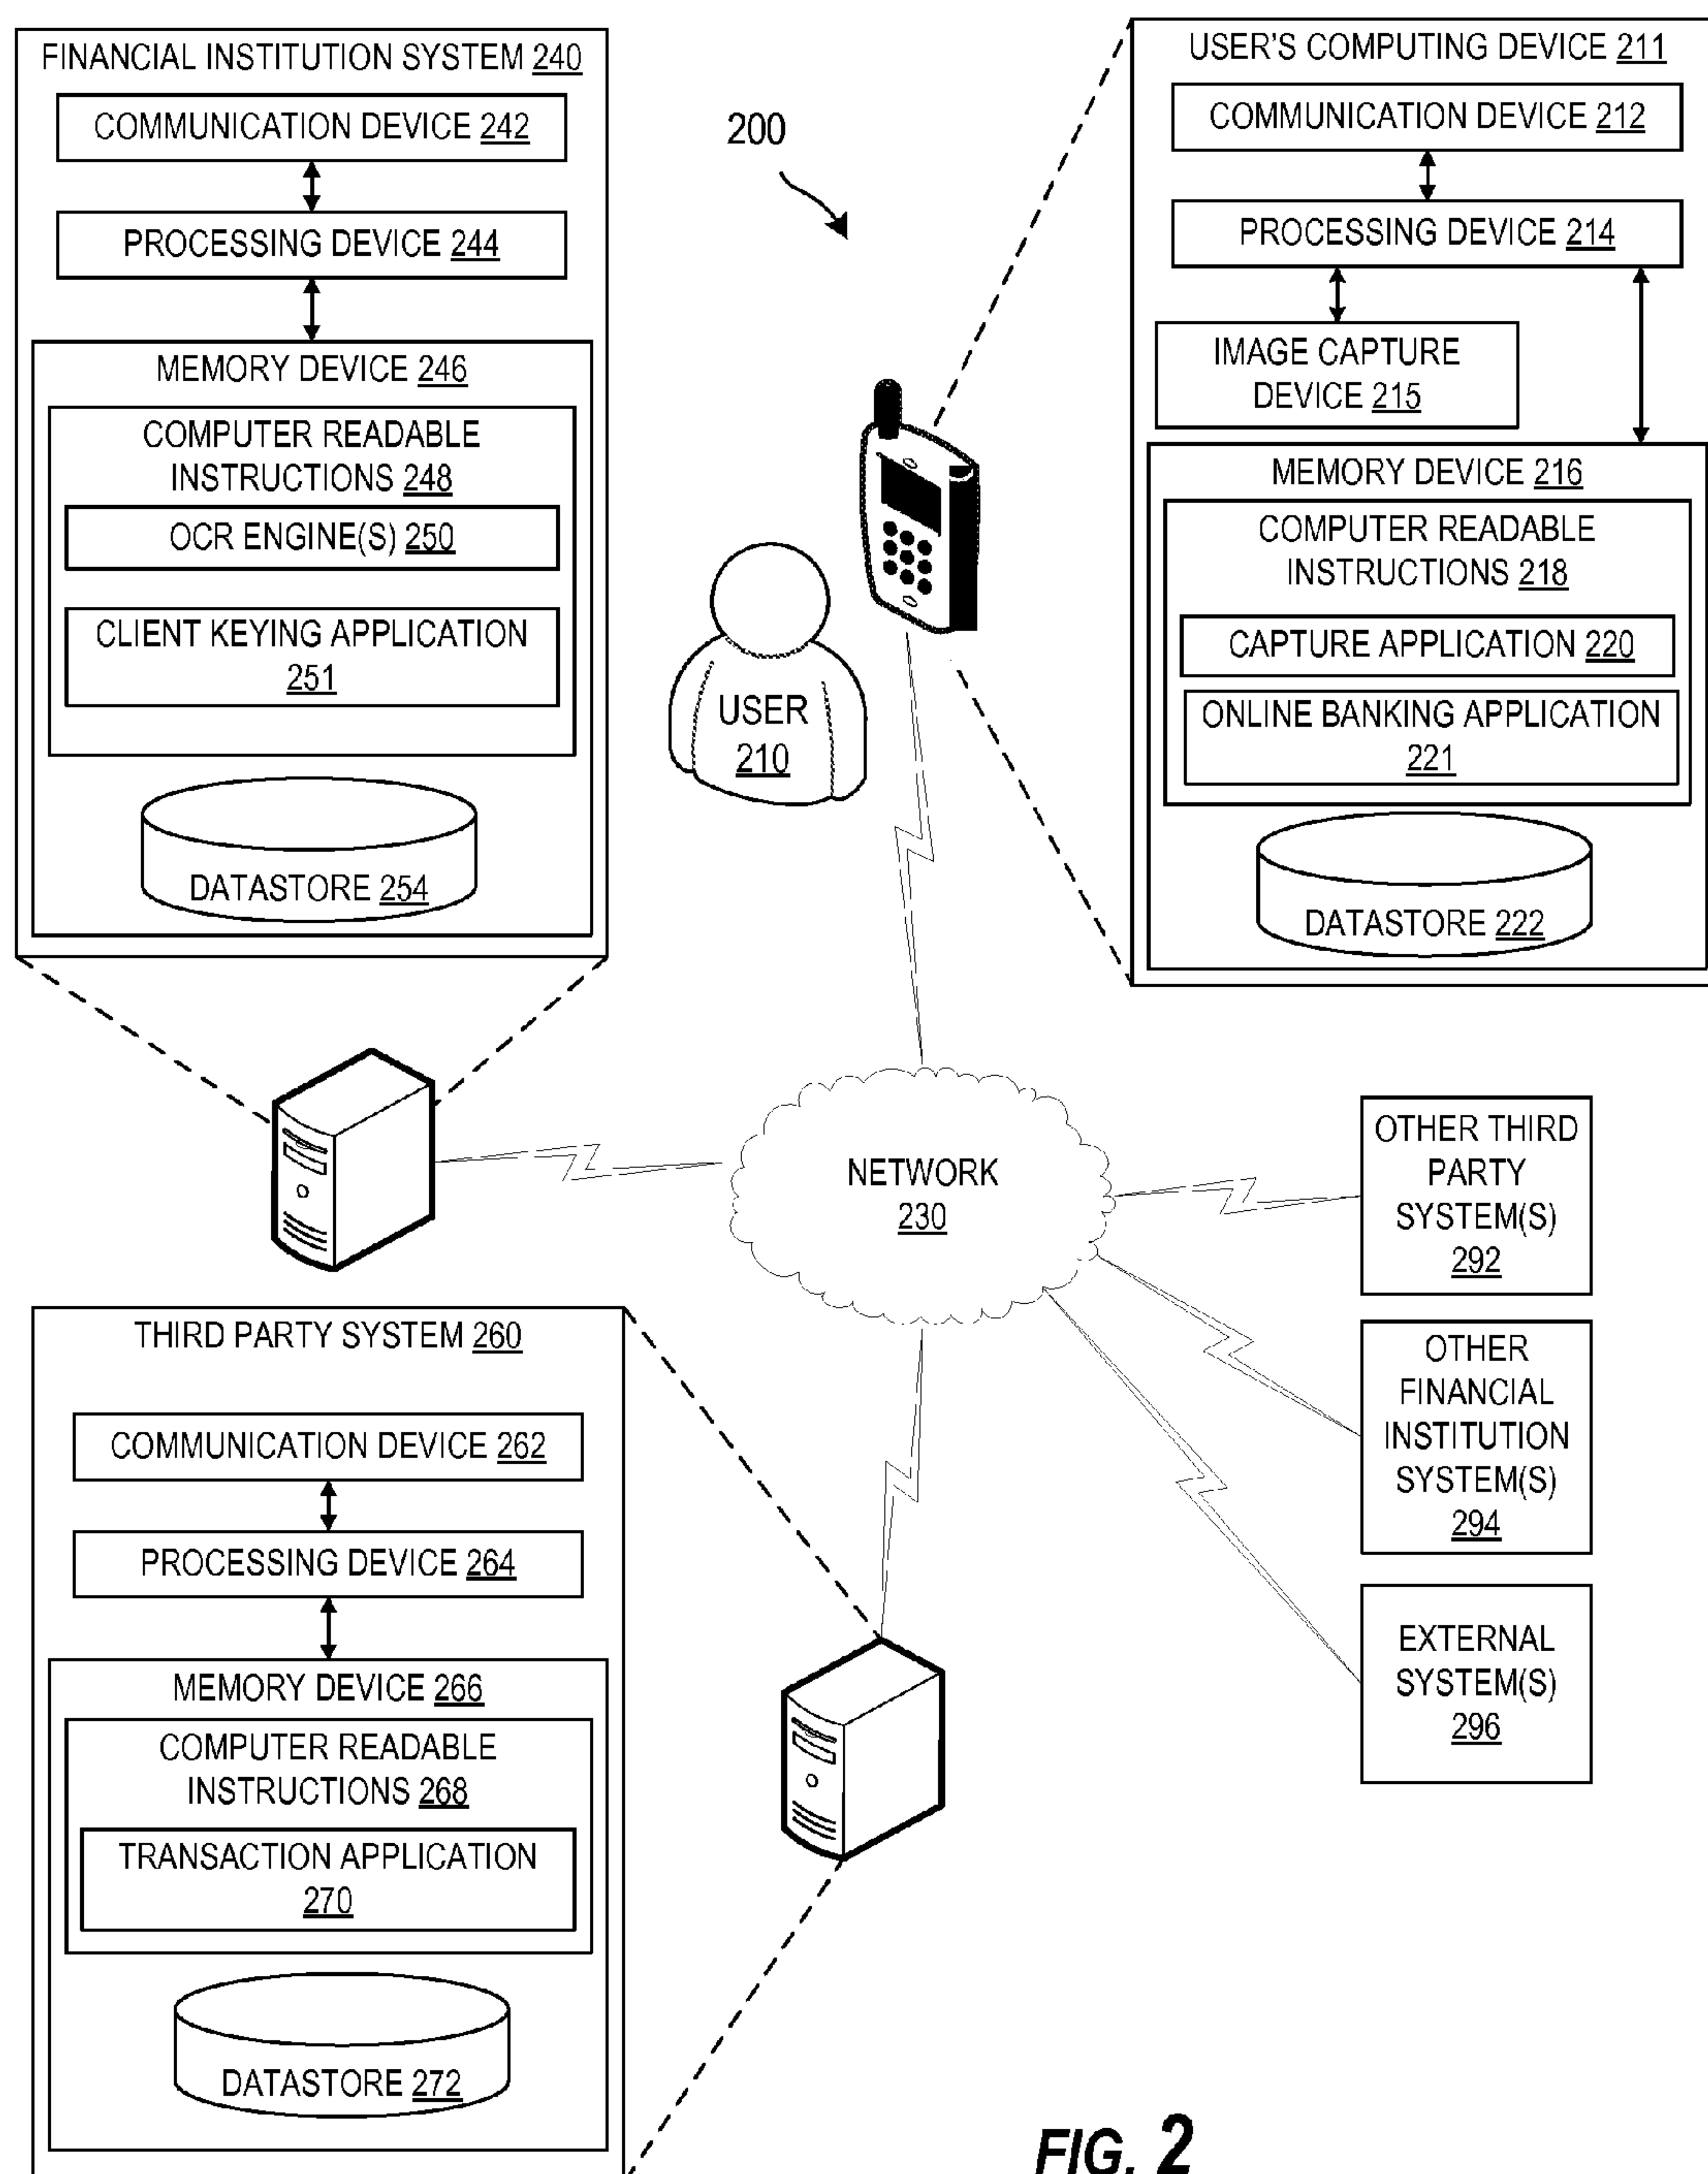 FINANCIAL INSTITUTION SYSTEM 240
COMMUNICATION DEVICE 242
PROCESSING DEVICE 244
MEMORY DEVICE 246
COMPUTER READABLE
INSTRUCTIONS 248
OCR ENGINE(S) 250
CLIENT KEYING APPLICATION
251
DATASTORE 254
200
USER
210
USER'S COMPUTING DEVICE 211
COMMUNICATION DEVICE 212
PROCESSING DEVICE 214
IMAGE CAPTURE
DEVICE 215
MEMORY DEVICE 216
COMPUTER READABLE
INSTRUCTIONS 218
CAPTURE APPLICATION 220
ONLINE BANKING APPLICATION
221
DATASTORE 222
NETWORK
230
OTHER THIRD
PARTY
SYSTEM(S)
292
OTHER
FINANCIAL
INSTITUTION
SYSTEM(S)
294
EXTERNAL
SYSTEM(S)
296
THIRD PARTY SYSTEM 260
COMMUNICATION DEVICE 262
PROCESSING DEVICE 264
MEMORY DEVICE 266
COMPUTER READABLE
INSTRUCTIONS 268
TRANSACTION APPLICATION
270
DATASTORE 272
FIG. 2